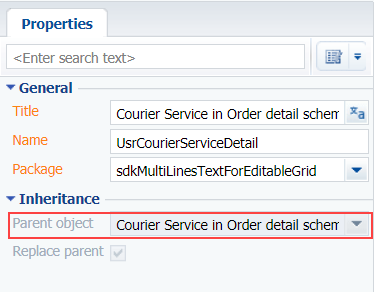 Properties
<Enter search text>
General
Title Courier Service in Order detail schem
Name UsrCourierServiceDetail
Package sdkMultiLinesTextForEditableGrid
Inheritance
Parent object Courier Service in Order detail schem
Replace parent